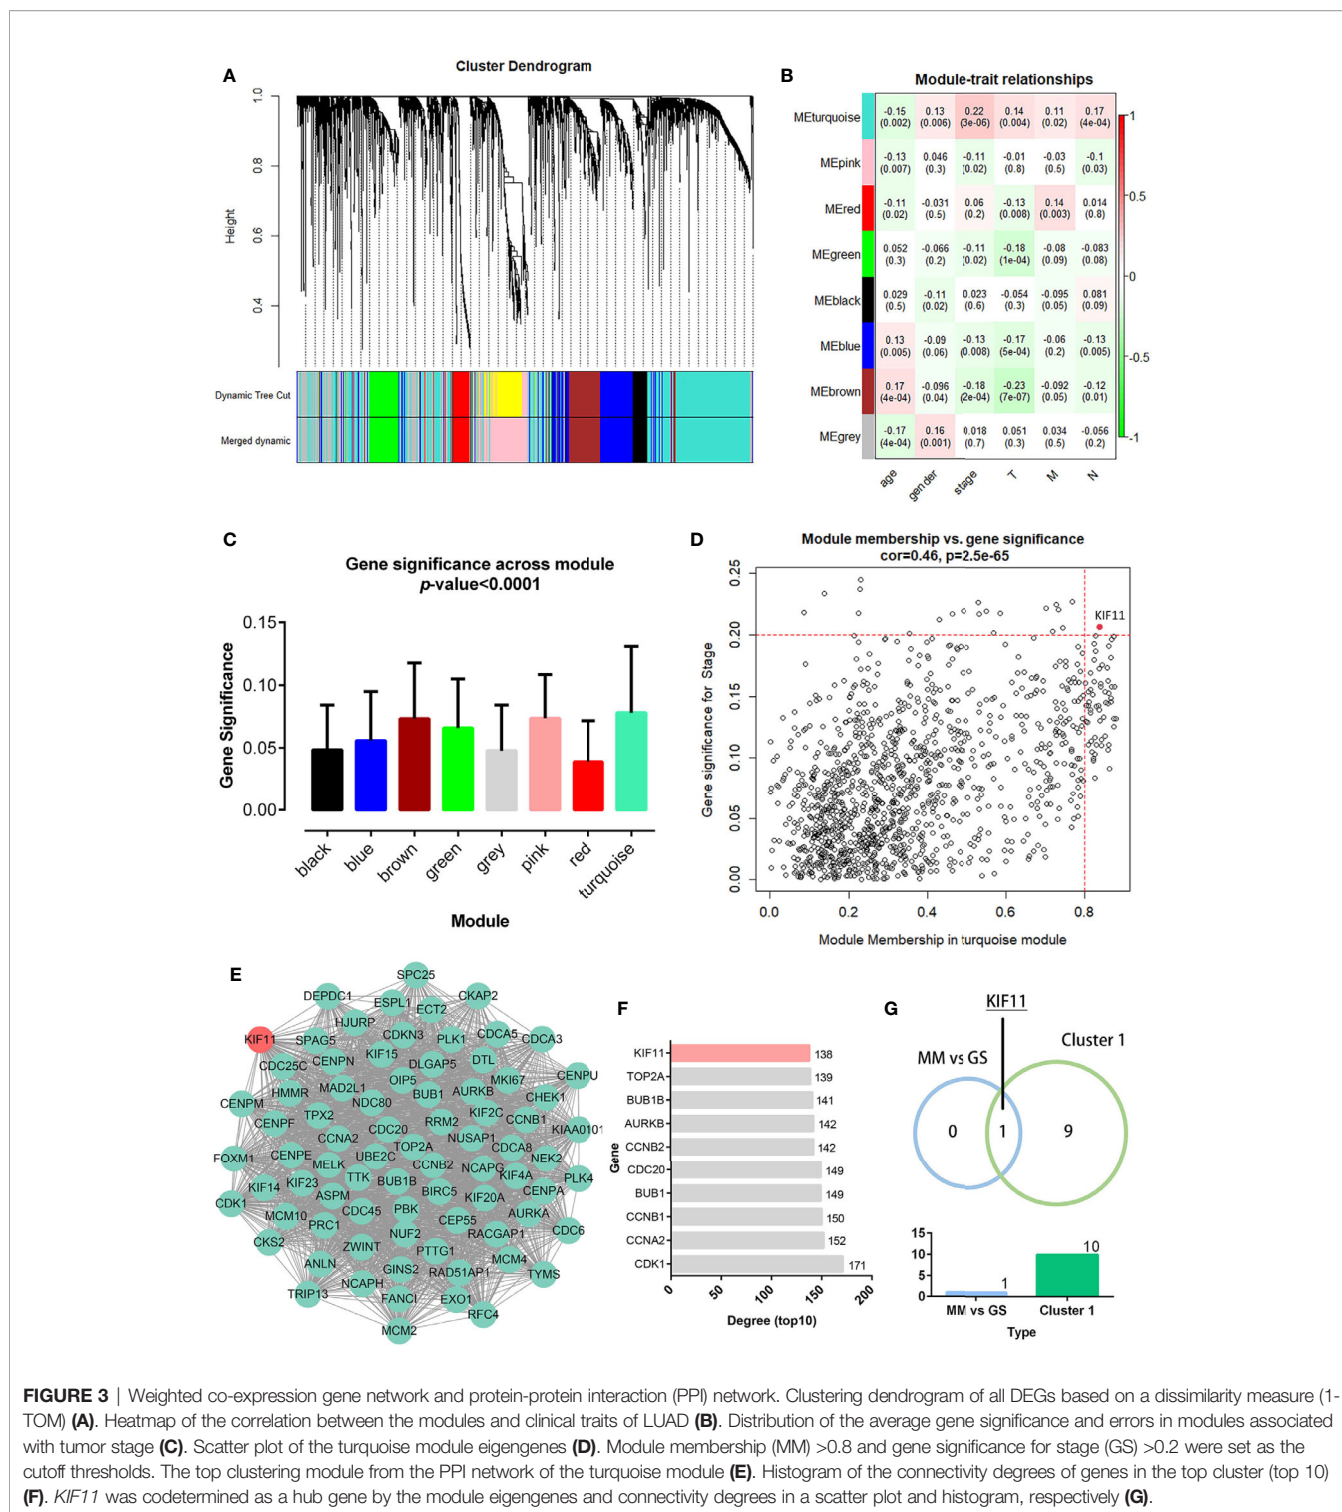 A
Cluster Dendrogram
Height
1.0
0.8
0.6
0.4
Dynamic Tree Cut
Merged dynamic
B
Module-trait relationships
MEturquoise -0.15 0.13 0.22 0.14 0.11 0.17
(0.002) (0.006) (3e-06) (0.004) (0.02) (4e-04)
MEpink -0.13 0.046 -0.11 -0.01 -0.03 -0.1
(0.007) (0.3) (0.02) (0.8) (0.5) (0.03)
MEred -0.11 -0.031 0.06 -0.13 0.14 0.014
(0.02) (0.5) (0.2) (0.008) (0.003) (0.8)
MEgreen 0.052 -0.066 -0.11 -0.18 -0.08 -0.083
(0.3) (0.2) (0.02) (1e-04) (0.09) (0.08)
MEblack 0.029 -0.11 0.023 -0.054 -0.095 0.081
(0.5) (0.02) (0.6) (0.3) (0.05) (0.09)
MEblue 0.13 -0.09 -0.13 -0.17 -0.06 -0.13
(0.005) (0.06) (0.008) (5e-04) (0.2) (0.005)
MEbrown 0.17 -0.096 -0.18 -0.23 -0.092 -0.12
(4e-04) (0.04) (2e-04) (7e-07) (0.05) (0.01)
MEgrey -0.17 0.16 0.018 0.051 0.034 -0.056
(4e-04) (0.001) (0.7) (0.3) (0.5) (0.2)
age gender stage T M N
1
0.5
0
-0.5
-1
C
Gene significance across module
p-value<0.0001
Gene Significance
0.15
0.10
0.05
0.00
black blue brown green grey pink red turquoise
Module
D
Module membership vs. gene significance
cor=0.46, p=2.5e-65
Gene significance for Stage
0.25
0.20
0.15
0.10
0.05
0.00
KIF11
0.0 0.2 0.4 0.6 0.8
Module Membership in turquoise module
E
SPC25
DEPDC1 ESPL1 ECT2 CKAP2
HJURP CDKN3 PLK1 CDCA5 CDCA3
KIF11 SPAG5 KIF15 DLGAP5 DTL
CDC25C CENPN OIP5 MKI67 CENPU
HMMR MAD2L1 BUB1 AURKB CHEK1
CENPM TPX2 NDC80 RRM2 KIF2C CCNB1
CENPF CCNA2 CDC20 TOP2A NUSAP1 CDCA8 KIAA0101
FOXM1 CENPE MELK UBE2C CCNB2 NCAPG NEK2
KIF14 KIF23 TTK BUB1B KIF4A PLK4
CDK1 ASPM BIRC5 KIF20A CENPA
MCM10 PRC1 CDC45 PBK CEP55 AURKA
CKS2 ZWINT NUF2 PTTG1 RACGAP1 CDC6
ANLN NCAPH GINS2 RAD51AP1 MCM4 TYMS
TRIP13 FANCI EXO1 RFC4
MCM2
F
Gene
KIF11 138
TOP2A 139
BUB1B 141
AURKB 142
CCNB2 142
CDC20 149
BUB1 149
CCNB1 150
CCNA2 152
CDK1 171
0 50 100 150 200
Degree (top10)
G
KIF11
MM vs GS
Cluster 1
0 1 9
15
10
5
0
1
10
MM vs GS Cluster 1
Type
FIGURE 3 | Weighted co-expression gene network and protein-protein interaction (PPI) network. Clustering dendrogram of all DEGs based on a dissimilarity measure (1-
TOM) (A). Heatmap of the correlation between the modules and clinical traits of LUAD (B). Distribution of the average gene significance and errors in modules associated
with tumor stage (C). Scatter plot of the turquoise module eigengenes (D). Module membership (MM) >0.8 and gene significance for stage (GS) >0.2 were set as the
cutoff thresholds. The top clustering module from the PPI network of the turquoise module (E). Histogram of the connectivity degrees of genes in the top cluster (top 10)
(F). KIF11 was codetermined as a hub gene by the module eigengenes and connectivity degrees in a scatter plot and histogram, respectively (G).